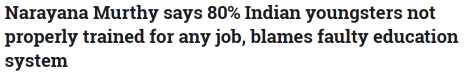 Narayana Murthy says 80% Indian youngsters not
properly trained for any job, blames faulty education
system